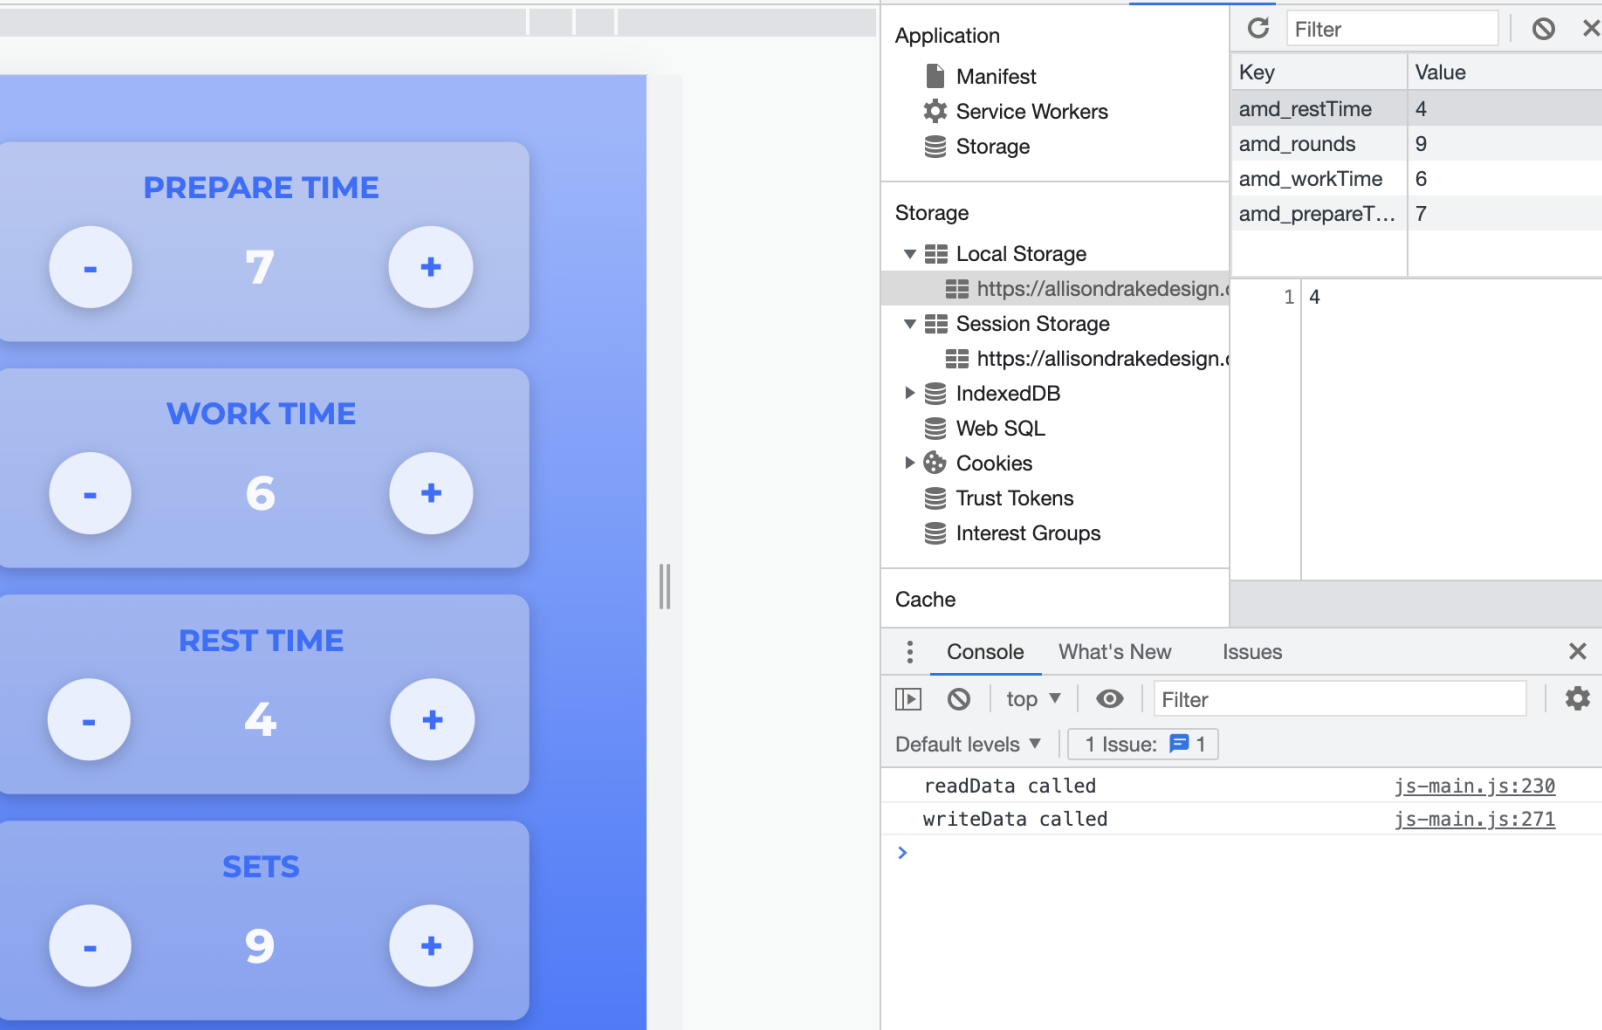 PREPARE TIME
- 7 +
WORK TIME
- 6 +
REST TIME
- 4 +
SETS
- 9 +
Application
Manifest
Service Workers
Storage
Storage
Local Storage
https://allisondrakedesign.
Session Storage
https://allisondrakedesign.
IndexedDB
Web SQL
Cookies
Trust Tokens
Interest Groups
Cache
Filter
Key Value
amd_restTime 4
amd_rounds 9
amd_workTime 6
amd_prepareT... 7
1 4
Console What's New Issues
top Filter
Default levels 1 Issue: 1
readData called js-main.js:230
writeData called js-main.js:271
>